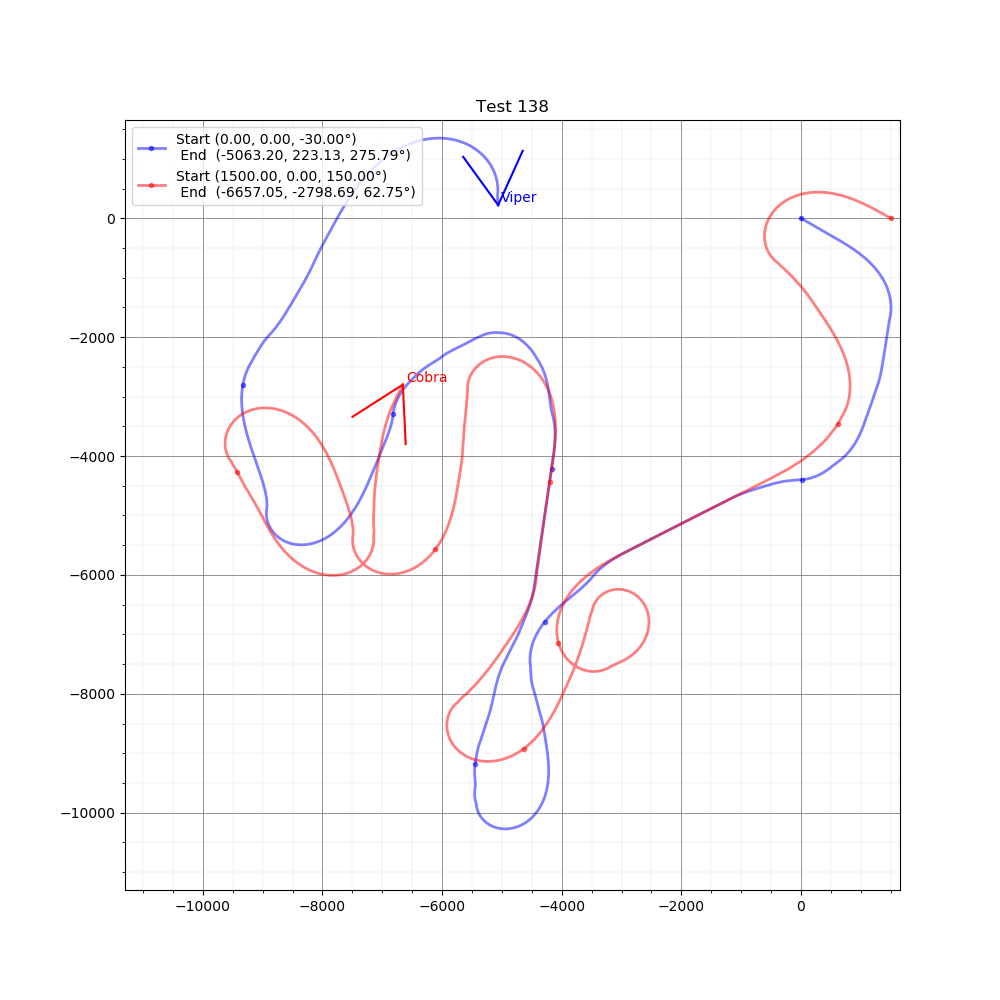 Test 138
Start (0.00, 0.00, -30.00°)
End (-5063.20, 223.13, 275.79°)
Start (1500.00, 0.00, 150.00°)
End (-6657.05, -2798.69, 62.75°)
Viper
Cobra
0
−2000
−4000
−6000
−8000
−10000
−10000 −8000 −6000 −4000 −2000 0